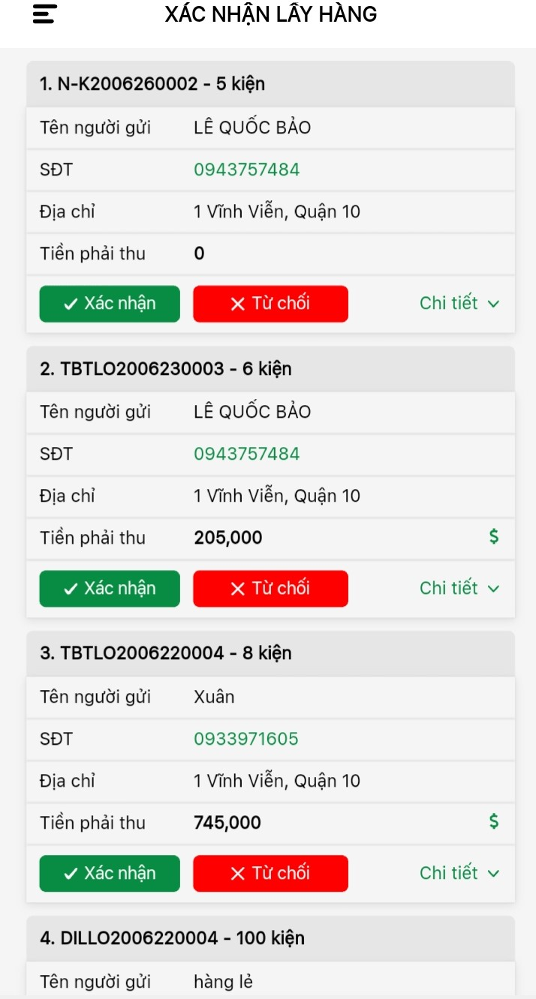 XÁC NHẬN LẤY HÀNG
1. N-K2006260002 - 5 kiện
Tên người gửi LÊ QUỐC BẢO
SĐT 0943757484
Địa chỉ 1 Vĩnh Viễn, Quận 10
Tiền phải thu 0
Xác nhận Từ chối Chi tiết
2. TBTLO2006230003 - 6 kiện
Tên người gửi LÊ QUỐC BẢO
SĐT 0943757484
Địa chỉ 1 Vĩnh Viễn, Quận 10
Tiền phải thu 205,000 $
Xác nhận Từ chối Chi tiết
3. TBTLO2006220004 - 8 kiện
Tên người gửi Xuân
SĐT 0933971605
Địa chỉ 1 Vĩnh Viễn, Quận 10
Tiền phải thu 745,000 $
Xác nhận Từ chối Chi tiết
4. DILLO2006220004 - 100 kiện
Tên người gửi hàng lẻ